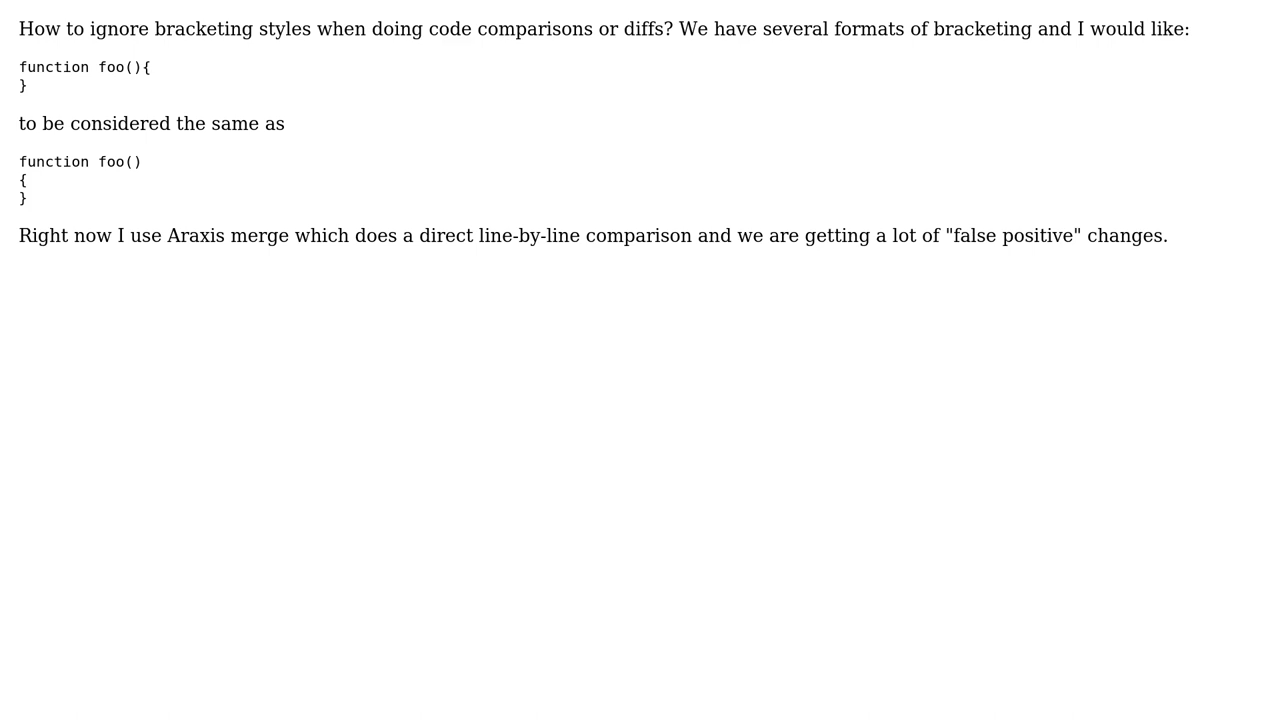 How to ignore bracketing styles when doing code comparisons or diffs? We have several formats of bracketing and I would like:
function foo(){
}
to be considered the same as
function foo()
{
}
Right now I use Araxis merge which does a direct line-by-line comparison and we are getting a lot of "false positive" changes.